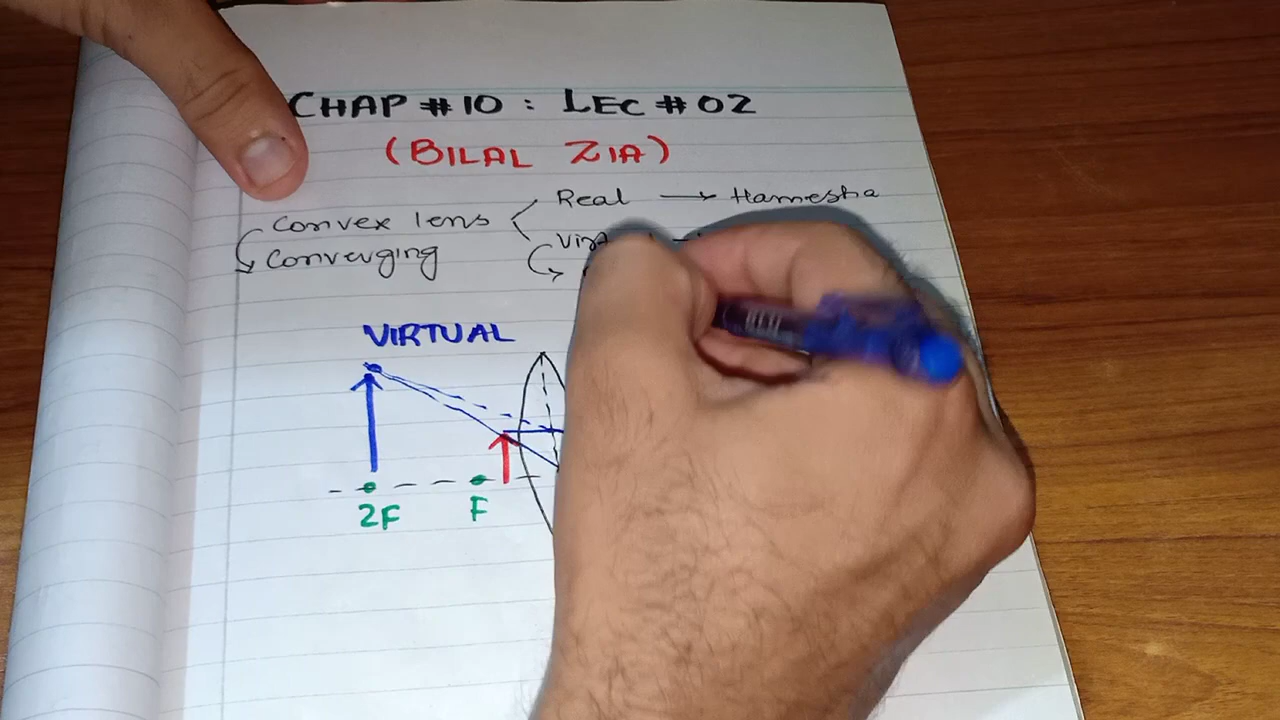 CHAP #10 : LEC #02
(BILAL ZIA)
Convex lens
Real → Hamesha
Converging
VIRTUAL
2F
F